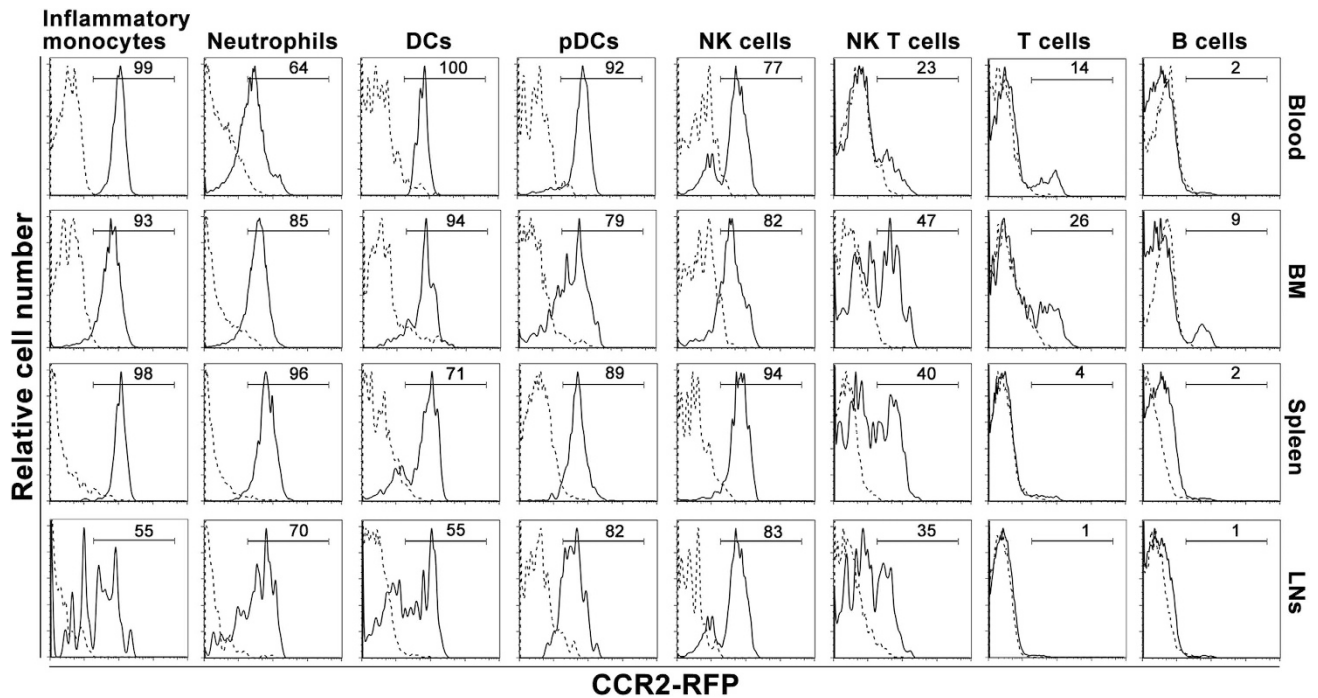 Inflammatory
monocytes Neutrophils DCs pDCs NK cells NK T cells T cells B cells
99 64 100 92 77 23 14 2 Blood
93 85 94 79 82 47 26 9 BM
98 96 71 89 94 40 4 2 Spleen
55 70 55 82 83 35 1 1 LNs
Relative cell number
CCR2-RFP